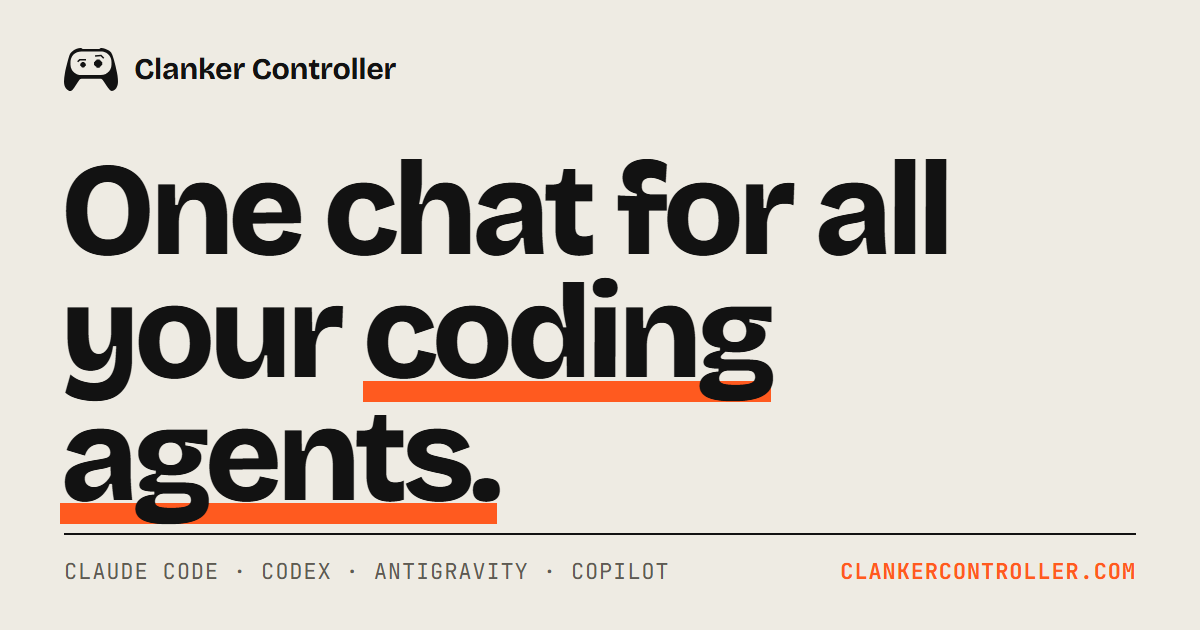 Clanker Controller
One chat for all
your coding
agents.
CLAUDE CODE · CODEX · ANTIGRAVITY · COPILOT
CLANKERCONTROLLER.COM